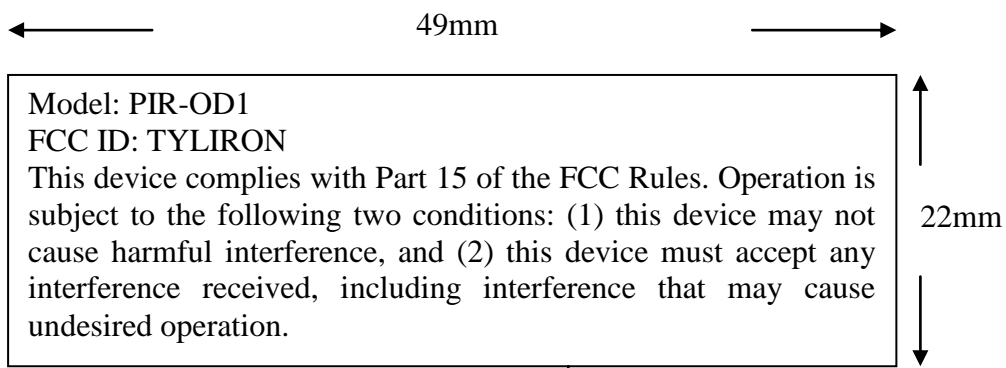 49mm
Model: PIR-OD1
FCC ID: TYLIRON
This device complies with Part 15 of the FCC Rules. Operation is
subject to the following two conditions: (1) this device may not
cause harmful interference, and (2) this device must accept any
interference received, including interference that may cause
undesired operation.
22mm